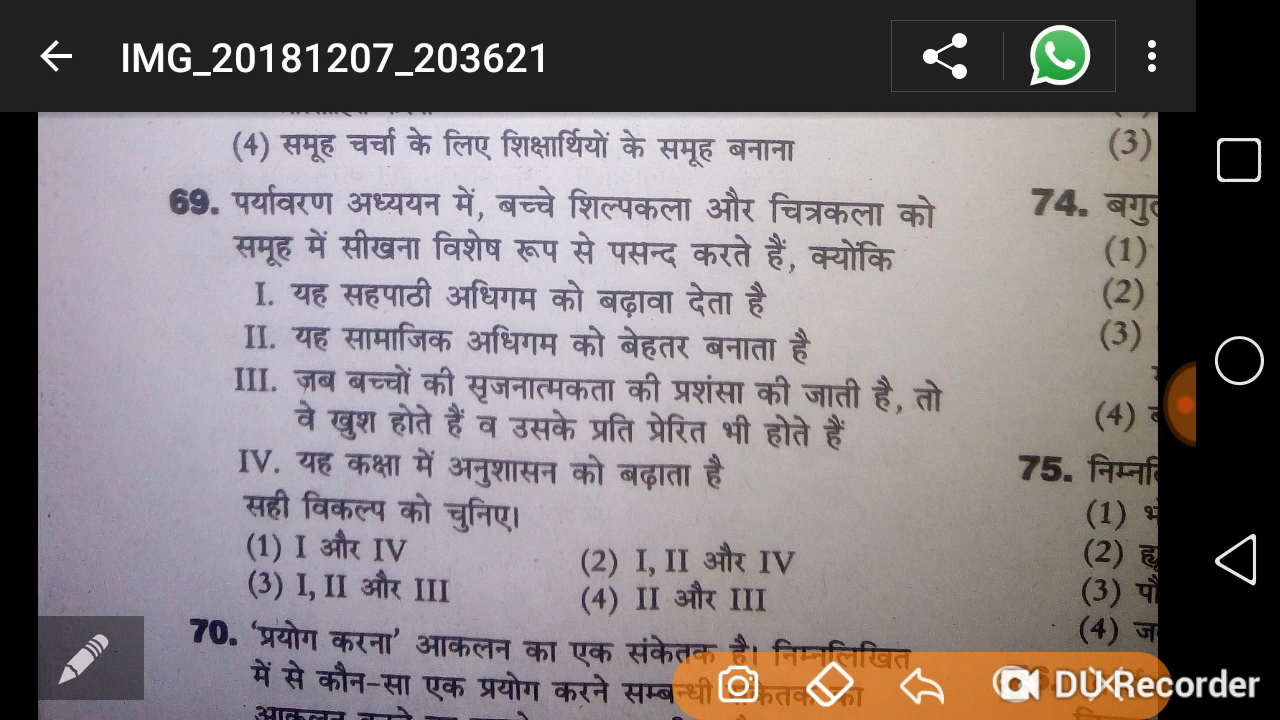 IMG_20181207_203621
(4) समूह चर्चा के लिए शिक्षार्थियों के समूह बनाना
69. पर्यावरण अध्ययन में, बच्चे शिल्पकला और चित्रकला को
समूह में सीखना विशेष रूप से पसन्द करते हैं, क्योंकि
I. यह सहपाठी अधिगम को बढ़ावा देता है
II. यह सामाजिक अधिगम को बेहतर बनाता है
III. ज़ब बच्चों की सृजनात्मकता की प्रशंसा की जाती है, तो
वे खुश होते हैं व उसके प्रति प्रेरित भी होते हैं
IV. यह कक्षा में अनुशासन को बढ़ाता है
सही विकल्प को चुनिए।
(1) I और IV
(2) I, II और IV
(3) I, II और III
(4) II और III
70. ‘प्रयोग करना’ आकलन का एक संकेतक है। निम्नलिखित
में से कौन-सा एक प्रयोग करने सम्बन्धी का
(3)
74.
(1)
(2)
(3)
(4)
75.
(1)
(2)
(3)
(4)
DU Recorder